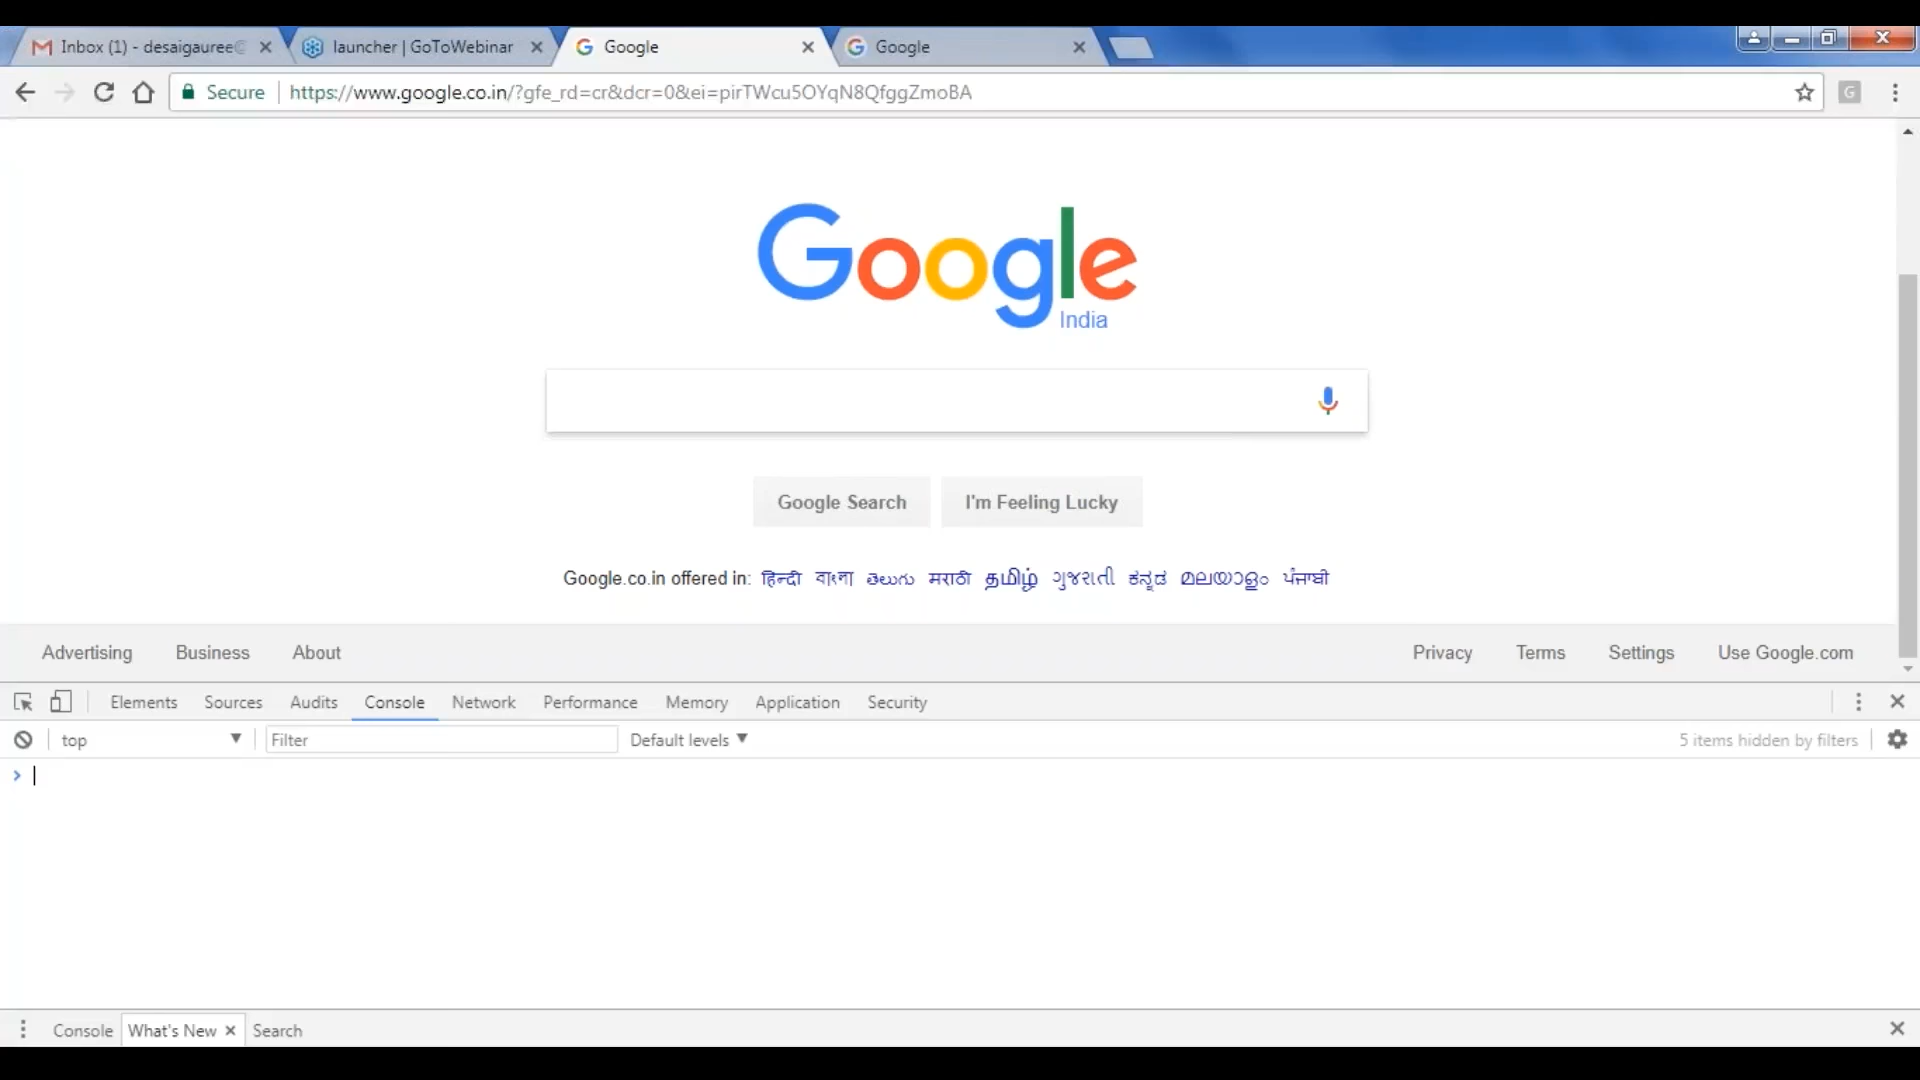 Inbox (1) - desaigauree@
launcher | GoToWebinar
Google
Google
Secure
https://www.google.co.in/?gfe_rd=cr&dcr=0&ei=pirTWcu5OYqN8QfggZmoBA
G
Google
India
Google Search
I'm Feeling Lucky
Google.co.in offered in: हिन्दी বাংলা తెలుగు मराठी தமிழ் ગુજરાતી ಕನ್ನಡ മലയാളം ਪੰਜਾਬੀ
Advertising Business About
Privacy Terms Settings Use Google.com
Elements Sources Audits Console Network Performance Memory Application Security
top
Filter
Default levels
5 items hidden by filters
Console What's New Search